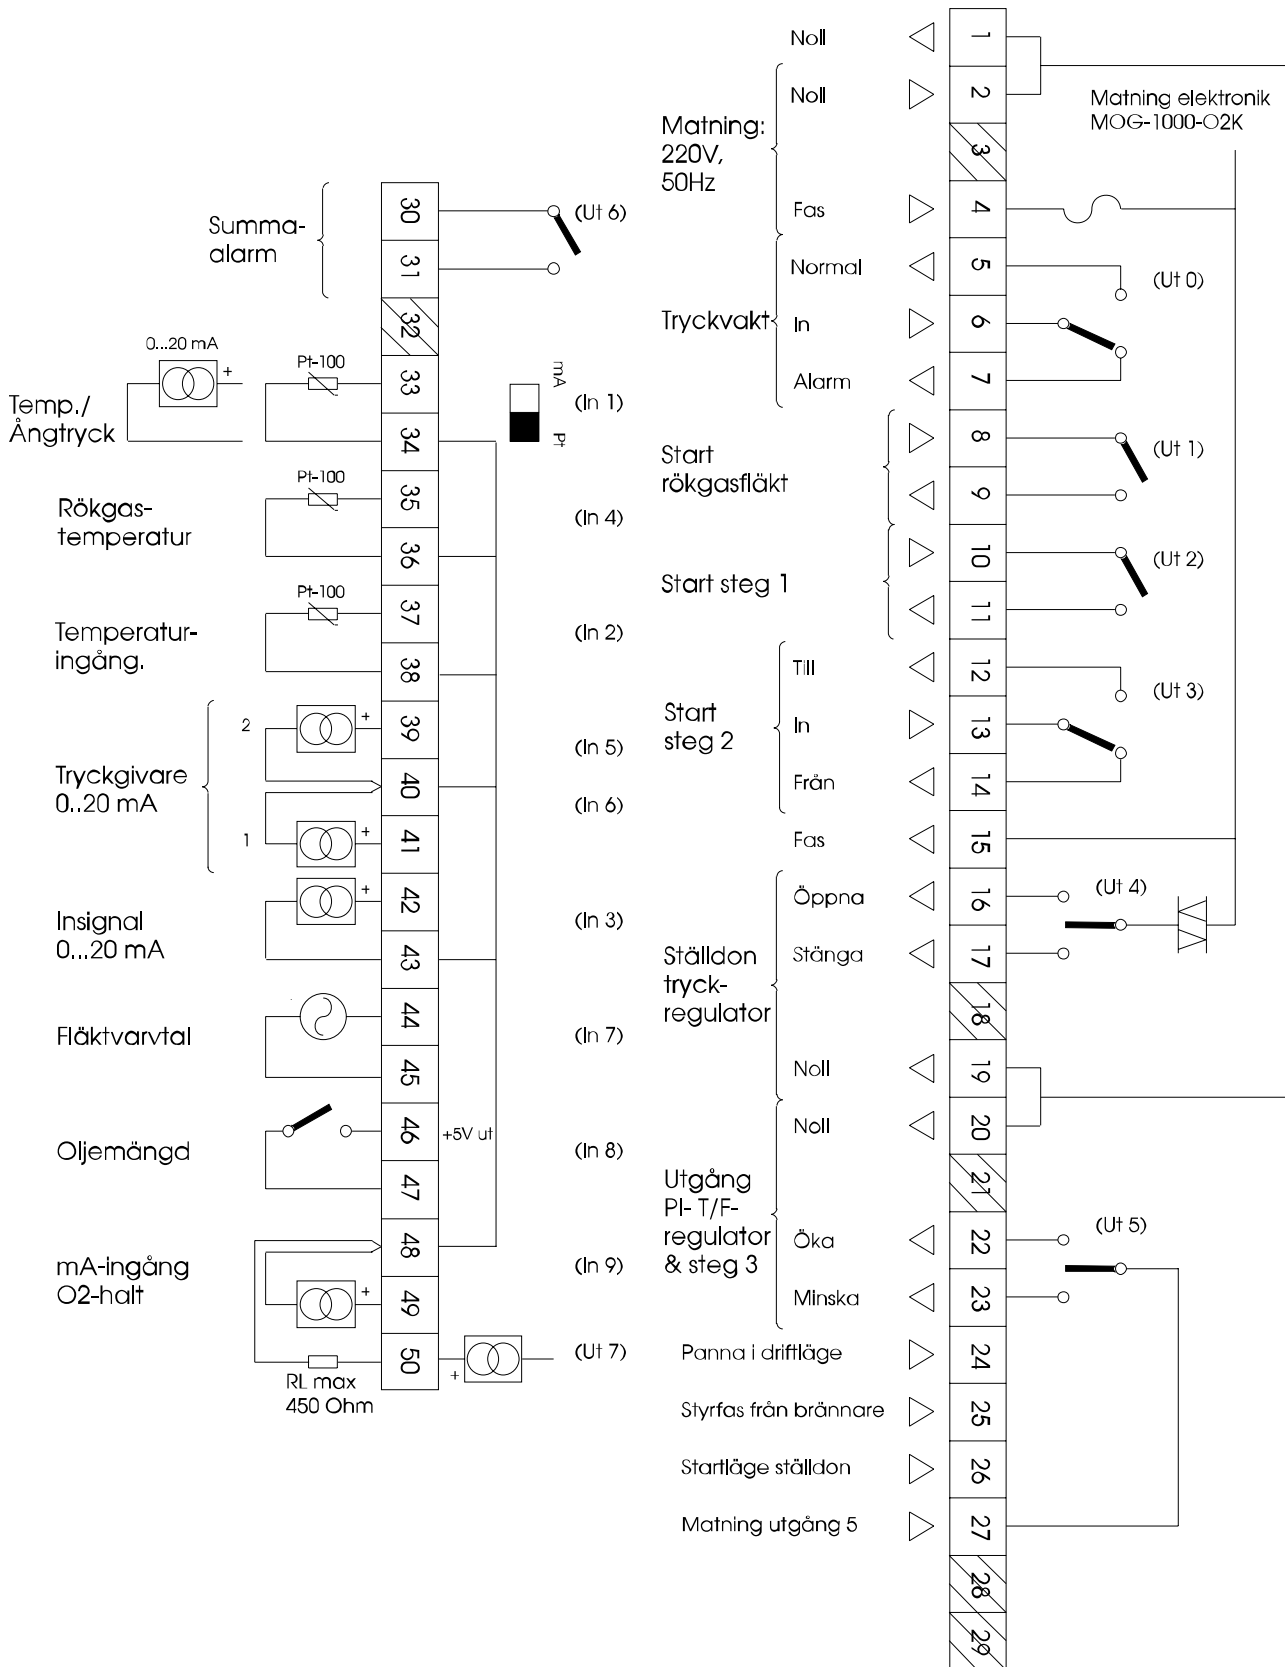 Summa-
alarm
30
(Ut 6)
31
32
0...20 mA
+
Pt-100
33
mA
Pt
(In 1)
Temp./
Ångtryck
34
Rökgas-
temperatur
Pt-100
35
(In 4)
36
Temperatur-
ingång.
Pt-100
37
(In 2)
38
Tryckgivare
0..20 mA
2
+
39
(In 5)
40
(In 6)
1
+
41
Insignal
0...20 mA
+
42
(In 3)
43
Fläktvarvtal
44
(In 7)
45
Oljemängd
46
+5V ut
(In 8)
47
mA-ingång
O2-halt
48
(In 9)
+
49
RL max
450 Ohm
50
+
(Ut 7)
Noll
1
Matning:
220V,
50Hz
Noll
2
Matning elektronik
MOG-1000-O2K
3
Fas
4
Tryckvakt
Normal
5
(Ut 0)
In
6
Alarm
7
Start
rökgasfläkt
8
(Ut 1)
9
Start steg 1
10
(Ut 2)
11
Start
steg 2
Till
12
(Ut 3)
In
13
Från
14
Fas
15
Ställdon
tryck-
regulator
Öppna
16
(Ut 4)
Stänga
17
18
Noll
19
Utgång
PI- T/F-
regulator
& steg 3
Noll
20
21
Öka
22
(Ut 5)
Minska
23
Panna i driftläge
24
Styrfas från brännare
25
Startläge ställdon
26
Matning utgång 5
27
28
29